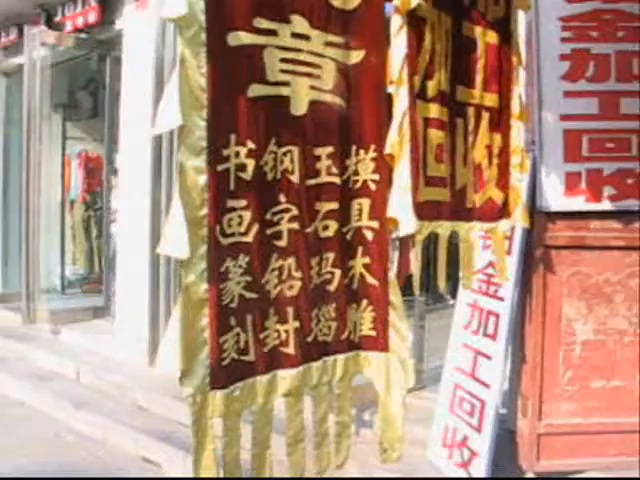 章
模具木雕
玉石玛瑙
钢字铅封
书画篆刻
加工
回收
金加工回收
金加工回收